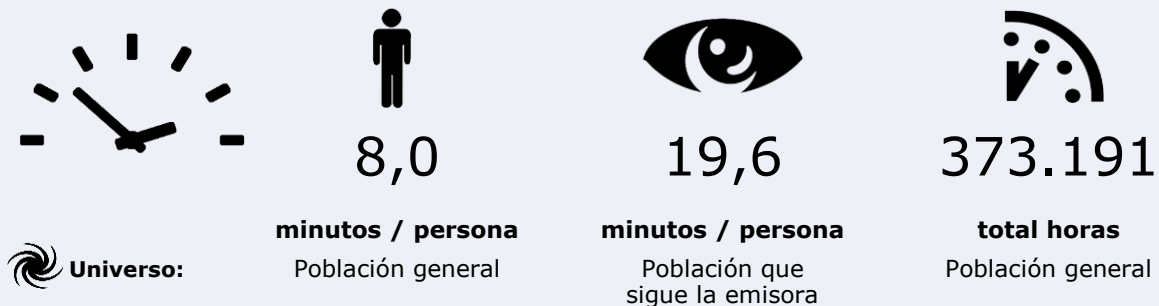 8,0
19,6
373.191
minutos / persona
minutos / persona
total horas
Universo:
Población general
Población que
sigue la emisora
Población general